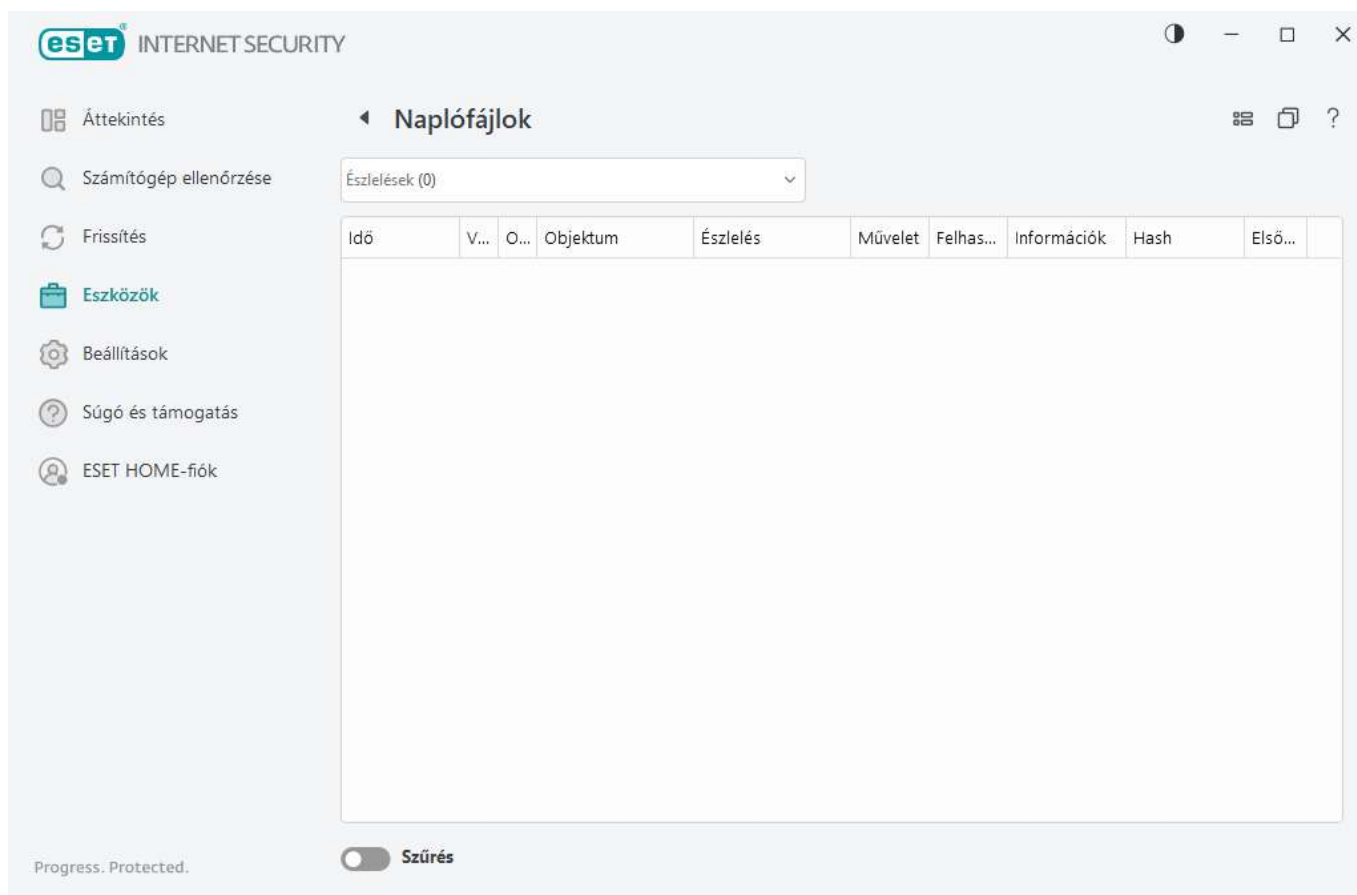 eset INTERNET SECURITY
Áttekintés
Számítógép ellenőrzése
Frissítés
Eszközök
Beállítások
Súgó és támogatás
ESET HOME-fiók
Naplófájlok
?
Észlelések (0)
Idő V... O... Objektum Észlelés Művelet Felhas... Információk Hash Első...
Szűrés
Progress. Protected.